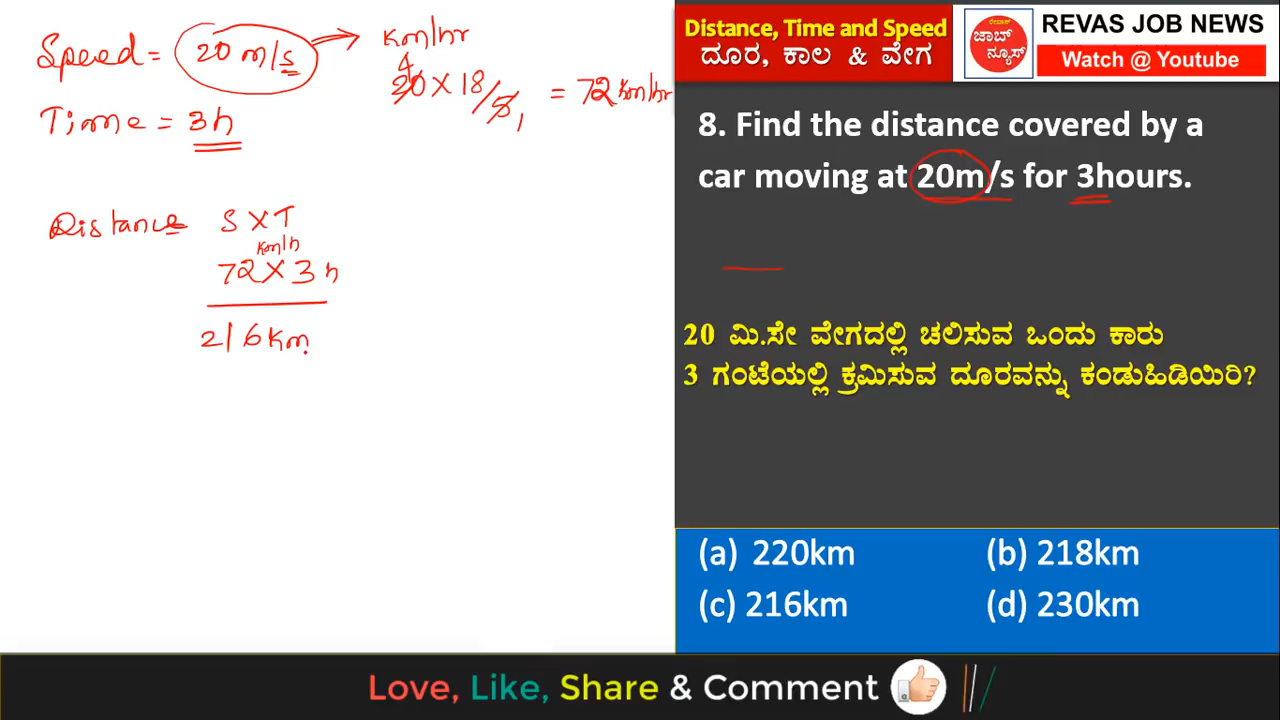 Speed = 20 m/s
km/hr
4
20 X 18/5 1 = 72 km/hr
Time = 3h
Distance S X T
km/h
72 X 3 h
216 Km
Distance, Time and Speed
ದೂರ, ಕಾಲ & ವೇಗ
ರೇವಾಸ್
ಜಾಬ್
ನ್ಯೂಸ್
REVAS JOB NEWS
Watch @ Youtube
8. Find the distance covered by a
car moving at 20m/s for 3hours.
20 ಮಿ.ಸೇ ವೇಗದಲ್ಲಿ ಚಲಿಸುವ ಒಂದು ಕಾರು
3 ಗಂಟೆಯಲ್ಲಿ ಕ್ರಮಿಸುವ ದೂರವನ್ನು ಕಂಡುಹಿಡಿಯಿರಿ?
(a) 220km (b) 218km
(c) 216km (d) 230km
Love, Like, Share & Comment